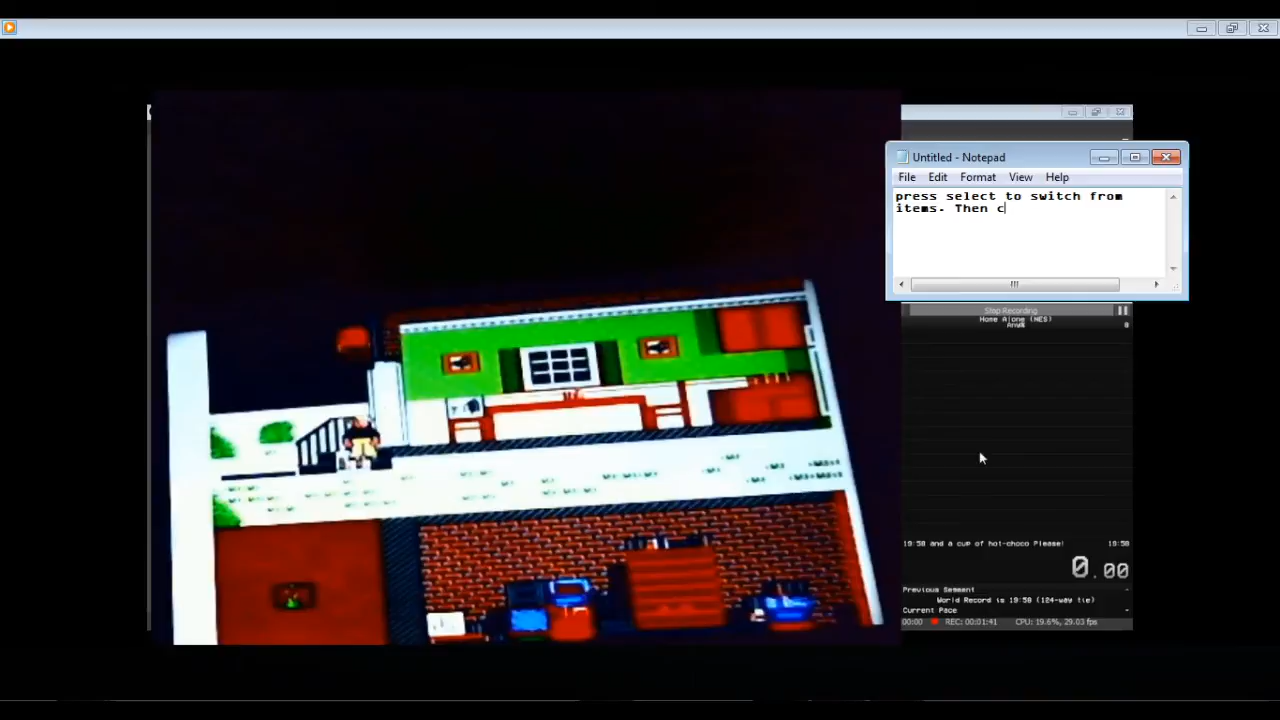 Untitled - Notepad
File Edit Format View Help
press select to switch from
items. Then c
Stop Recording
Home Alone (NES)
Any% 0
19:58 and a cup of hot-choco Please! 19:58
0.00
Previous Segment -
World Record is 19:58 (124-way tie)
Current Pace -
00:00 REC: 00:01:41 CPU: 19.6%, 29.03 fps